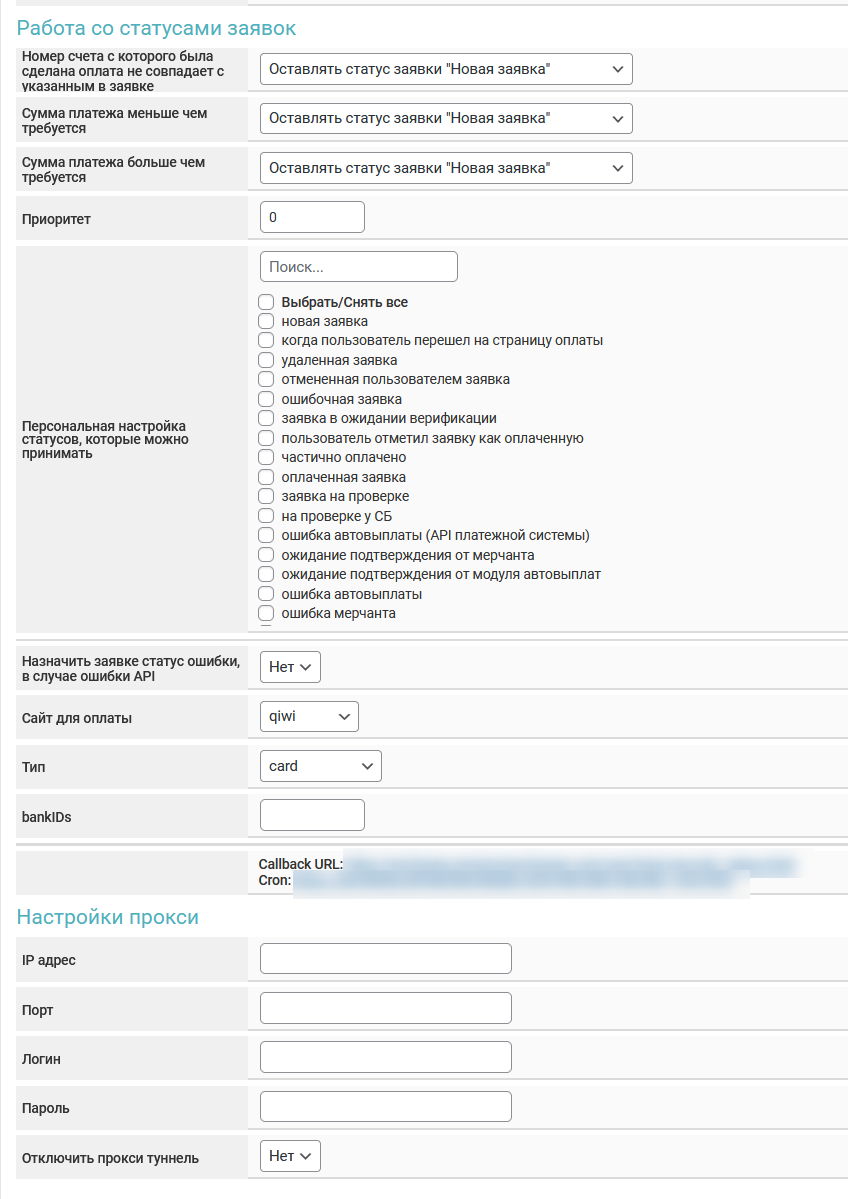 Работа со статусами заявок
Номер счета с которого была
сделана оплата не совпадает с
указанным в заявке
Оставлять статус заявки "Новая заявка"
Сумма платежа меньше чем
требуется
Оставлять статус заявки "Новая заявка"
Сумма платежа больше чем
требуется
Оставлять статус заявки "Новая заявка"
Приоритет
0
Персональная настройка
статусов, которые можно
принимать
Поиск...
Выбрать/Снять все
новая заявка
когда пользователь перешел на страницу оплаты
удаленная заявка
отмененная пользователем заявка
ошибочная заявка
заявка в ожидании верификации
пользователь отметил заявку как оплаченную
частично оплачено
оплаченная заявка
заявка на проверке
на проверке у СБ
ошибка автовыплаты (API платежной системы)
ожидание подтверждения от мерчанта
ожидание подтверждения от модуля автовыплат
ошибка автовыплаты
ошибка мерчанта
Назначить заявке статус ошибки,
в случае ошибки API
Нет
Сайт для оплаты
qiwi
Тип
card
bankIDs
Callback URL:
Cron:
Настройки прокси
IP адрес
Порт
Логин
Пароль
Отключить прокси туннель
Нет